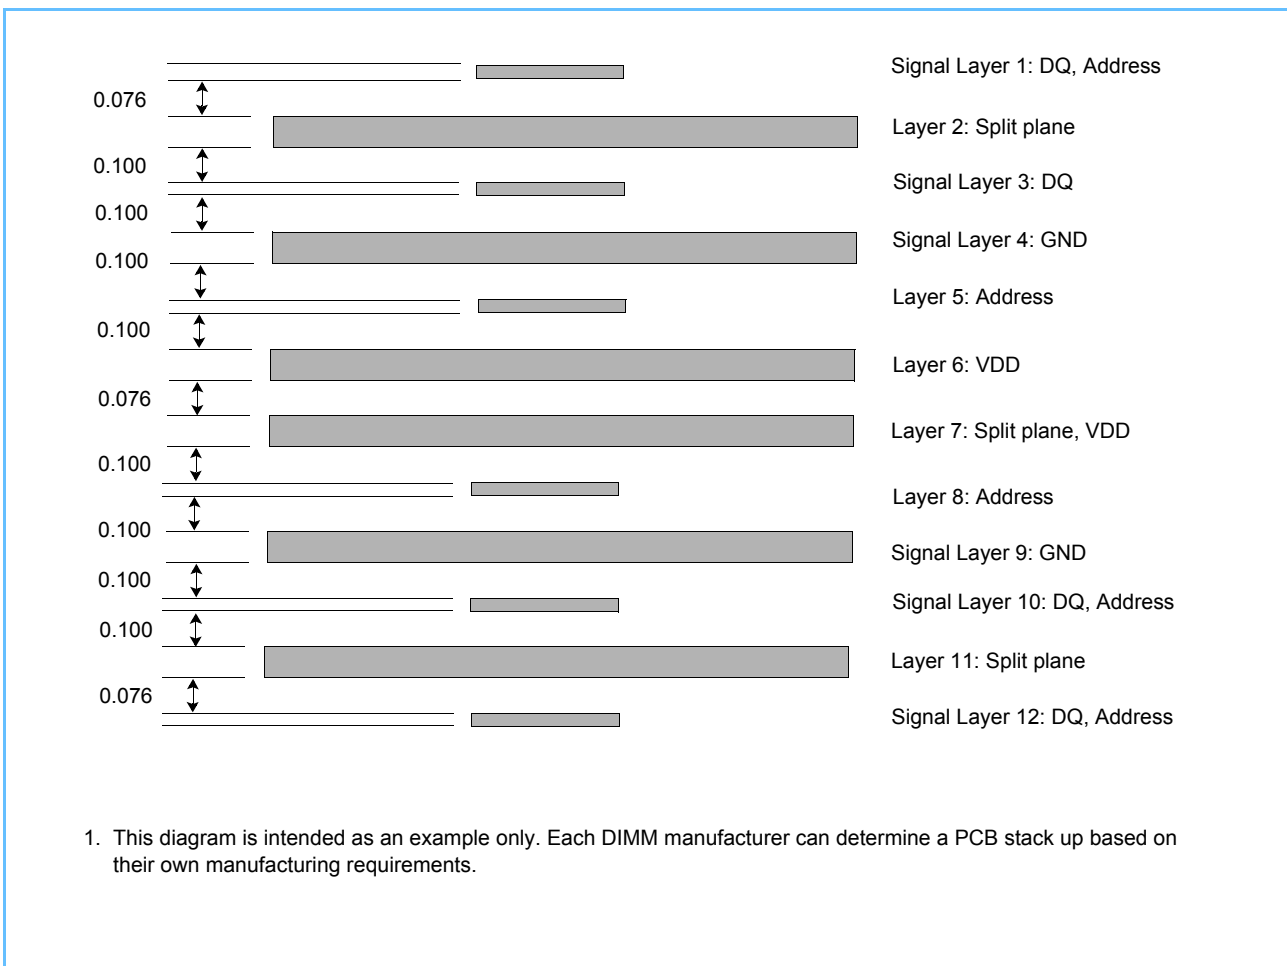 Signal Layer 1: DQ, Address
0.076
Layer 2: Split plane
0.100
Signal Layer 3: DQ
0.100
Signal Layer 4: GND
0.100
Layer 5: Address
0.100
Layer 6: VDD
0.076
Layer 7: Split plane, VDD
0.100
Layer 8: Address
0.100
Signal Layer 9: GND
0.100
Signal Layer 10: DQ, Address
0.100
Layer 11: Split plane
0.076
Signal Layer 12: DQ, Address
1. This diagram is intended as an example only. Each DIMM manufacturer can determine a PCB stack up based on
their own manufacturing requirements.